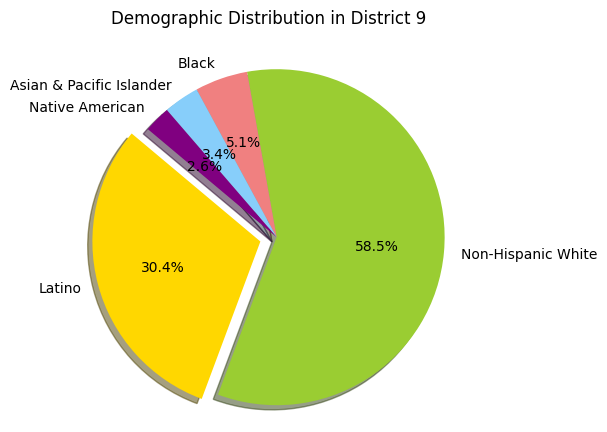 Demographic Distribution in District 9
Black
Asian & Pacific Islander
Native American
5.1%
3.4%
2.6%
58.5%
Non-Hispanic White
30.4%
Latino